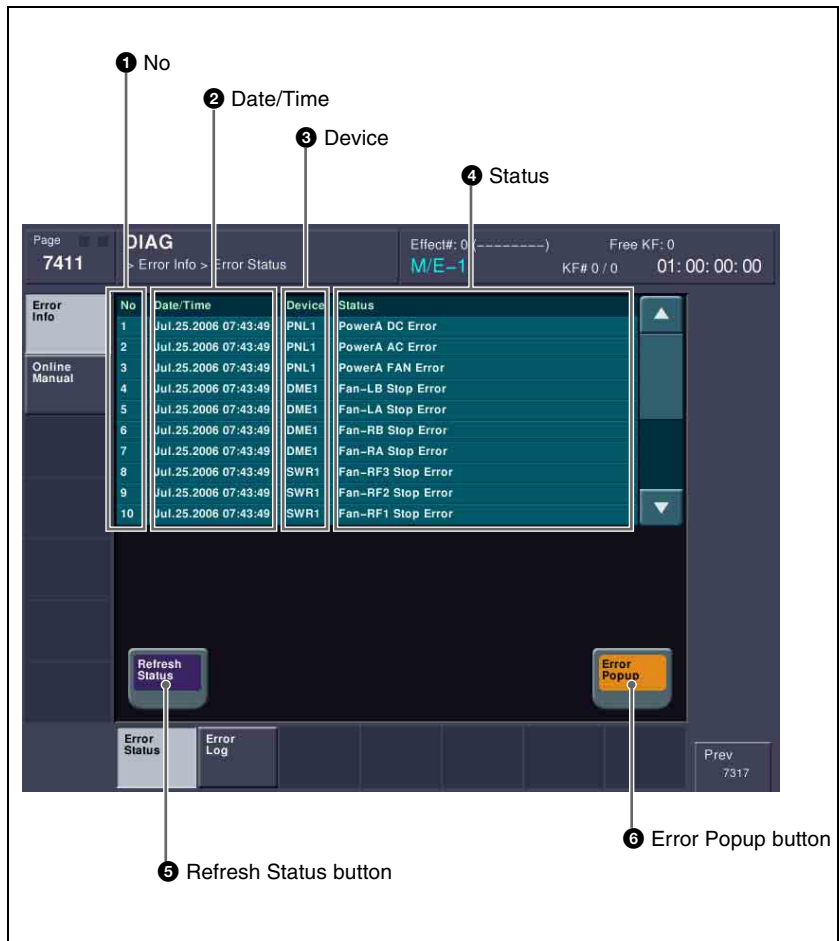 1 No
2 Date/Time
3 Device
4 Status
Page
7411
DIAG
> Error Info > Error Status
Effect#: 0 (--------)
Free KF: 0
M/E-1
KF# 0 / 0
01: 00: 00: 00
Error Info
Online Manual
No Date/Time Device Status
1 Jul.25.2006 07:43:49 PNL1 PowerA DC Error
2 Jul.25.2006 07:43:49 PNL1 PowerA AC Error
3 Jul.25.2006 07:43:49 PNL1 PowerA FAN Error
4 Jul.25.2006 07:43:49 DME1 Fan-LB Stop Error
5 Jul.25.2006 07:43:49 DME1 Fan-LA Stop Error
6 Jul.25.2006 07:43:49 DME1 Fan-RB Stop Error
7 Jul.25.2006 07:43:49 DME1 Fan-RA Stop Error
8 Jul.25.2006 07:43:49 SWR1 Fan-RF3 Stop Error
9 Jul.25.2006 07:43:49 SWR1 Fan-RF2 Stop Error
10 Jul.25.2006 07:43:49 SWR1 Fan-RF1 Stop Error
Refresh Status
Error Popup
Error Status
Error Log
Prev
7317
6 Error Popup button
5 Refresh Status button